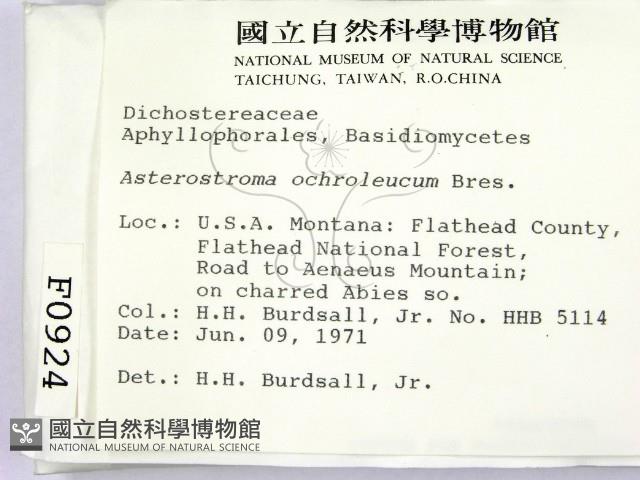 國立自然科學博物館
NATIONAL MUSEUM OF NATURAL SCIENCE
TAICHUNG, TAIWAN, R.O.CHINA
Dichostereaceae
Aphyllophorales, Basidiomycetes
Asterostroma ochroleucum Bres.
Loc.: U.S.A. Montana: Flathead County,
Flathead National Forest,
Road to Aenaeus Mountain;
on charred Abies so.
Col.: H.H. Burdsall, Jr. No. HHB 5114
Date: Jun. 09, 1971
Det.: H.H. Burdsall, Jr.
F0924
國立自然科學博物館
NATIONAL MUSEUM OF NATURAL SCIENCE